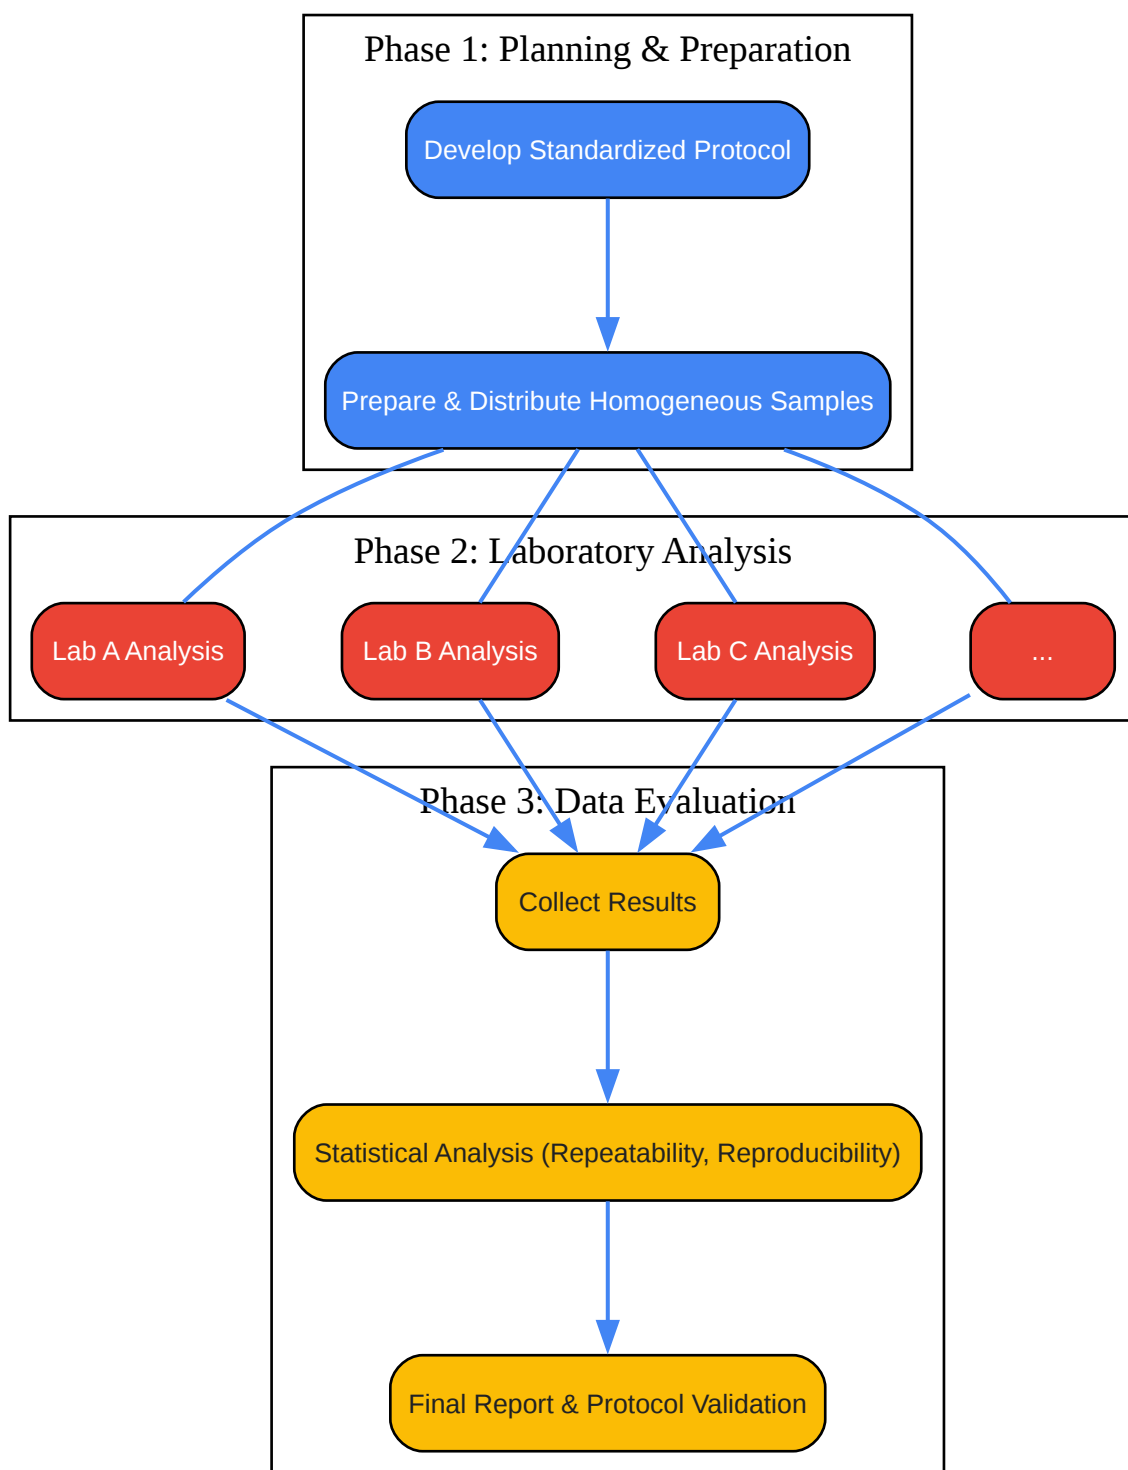 Phase 1: Planning & Preparation
Develop Standardized Protocol
Prepare & Distribute Homogeneous Samples
Phase 2: Laboratory Analysis
Lab A Analysis
Lab B Analysis
Lab C Analysis
...
Phase 3: Data Evaluation
Collect Results
Statistical Analysis (Repeatability, Reproducibility)
Final Report & Protocol Validation